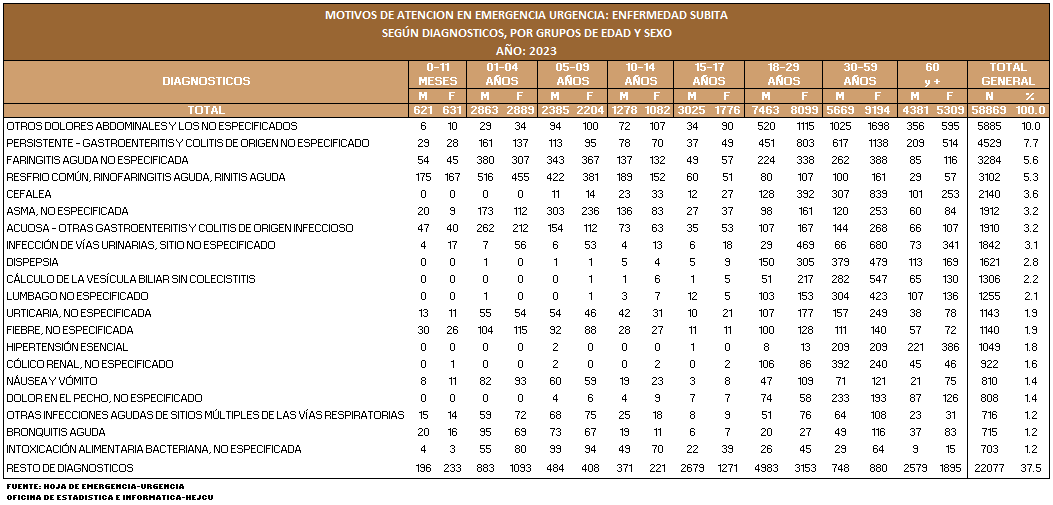 MOTIVOS DE ATENCION EN EMERGENCIA URGENCIA: ENFERMEDAD SUBITA
SEGÚN DIAGNOSTICOS, POR GRUPOS DE EDAD Y SEXO
AÑO: 2023
DIAGNOSTICOS 0-11 MESES 01-04 AÑOS 05-09 AÑOS 10-14 AÑOS 15-17 AÑOS 18-29 AÑOS 30-59 AÑOS 60 y + TOTAL GENERAL
M F M F M F M F M F M F M F M F N %
TOTAL 621 631 2863 2889 2385 2204 1278 1082 3025 1776 7463 8099 5669 9194 4381 5309 58869 100.0
OTROS DOLORES ABDOMINALES Y LOS NO ESPECIFICADOS 6 10 29 34 94 100 72 107 34 90 520 1115 1025 1698 356 595 5885 10.0
PERSISTENTE - GASTROENTERITIS Y COLITIS DE ORIGEN NO ESPECIFICADO 29 28 161 137 113 95 78 70 37 49 451 803 617 1138 209 514 4529 7.7
FARINGITIS AGUDA NO ESPECIFICADA 54 45 380 307 343 367 137 132 49 57 224 338 262 388 85 116 3284 5.6
RESFRIO COMÚN, RINOFARINGITIS AGUDA, RINITIS AGUDA 175 167 516 455 422 381 189 152 60 51 80 107 100 161 29 57 3102 5.3
CEFALEA 0 0 0 0 11 14 23 33 12 27 128 392 307 839 101 253 2140 3.6
ASMA, NO ESPECIFICADA 20 9 173 112 303 236 136 83 27 37 98 161 120 253 60 84 1912 3.2
ACUOSA - OTRAS GASTROENTERITIS Y COLITIS DE ORIGEN INFECCIOSO 47 40 262 212 154 112 73 63 35 53 107 167 144 268 66 107 1910 3.2
INFECCIÓN DE VÍAS URINARIAS, SITIO NO ESPECIFICADO 4 17 7 56 6 53 4 13 6 18 29 469 66 680 73 341 1842 3.1
DISPEPSIA 0 0 1 0 1 1 5 4 5 9 150 305 379 479 113 169 1621 2.8
CÁLCULO DE LA VESÍCULA BILIAR SIN COLECISTITIS 0 0 0 0 0 1 1 6 1 5 51 217 282 547 65 130 1306 2.2
LUMBAGO NO ESPECIFICADO 0 0 1 0 0 1 3 7 12 5 103 153 304 423 107 136 1255 2.1
URTICARIA, NO ESPECIFICADA 13 11 55 54 54 46 42 31 10 21 107 177 157 249 38 78 1143 1.9
FIEBRE, NO ESPECIFICADA 30 26 104 115 92 88 28 27 11 11 100 128 111 140 57 72 1140 1.9
HIPERTENSIÓN ESENCIAL 0 0 0 0 2 0 0 0 1 0 8 13 209 209 221 386 1049 1.8
CÓLICO RENAL, NO ESPECIFICADO 0 1 0 0 2 0 0 2 0 2 106 86 392 240 45 46 922 1.6
NÁUSEA Y VÓMITO 8 11 82 93 60 59 19 23 3 8 47 109 71 121 21 75 810 1.4
DOLOR EN EL PECHO, NO ESPECIFICADO 0 0 0 0 4 6 4 9 7 7 74 58 233 193 87 126 808 1.4
OTRAS INFECCIONES AGUDAS DE SITIOS MÚLTIPLES DE LAS VÍAS RESPIRATORIAS 15 14 59 72 68 75 25 18 8 9 51 76 64 108 23 31 716 1.2
BRONQUITIS AGUDA 20 16 95 69 73 67 19 11 6 7 20 27 49 116 37 83 715 1.2
INTOXICACIÓN ALIMENTARIA BACTERIANA, NO ESPECIFICADA 4 3 55 80 99 94 49 70 22 39 26 45 29 64 9 15 703 1.2
RESTO DE DIAGNOSTICOS 196 233 883 1093 484 408 371 221 2679 1271 4983 3153 748 880 2579 1895 22077 37.5
FUENTE: HOJA DE EMERGENCIA-URGENCIA
OFICINA DE ESTADISTICA E INFORMATICA-HEJCU